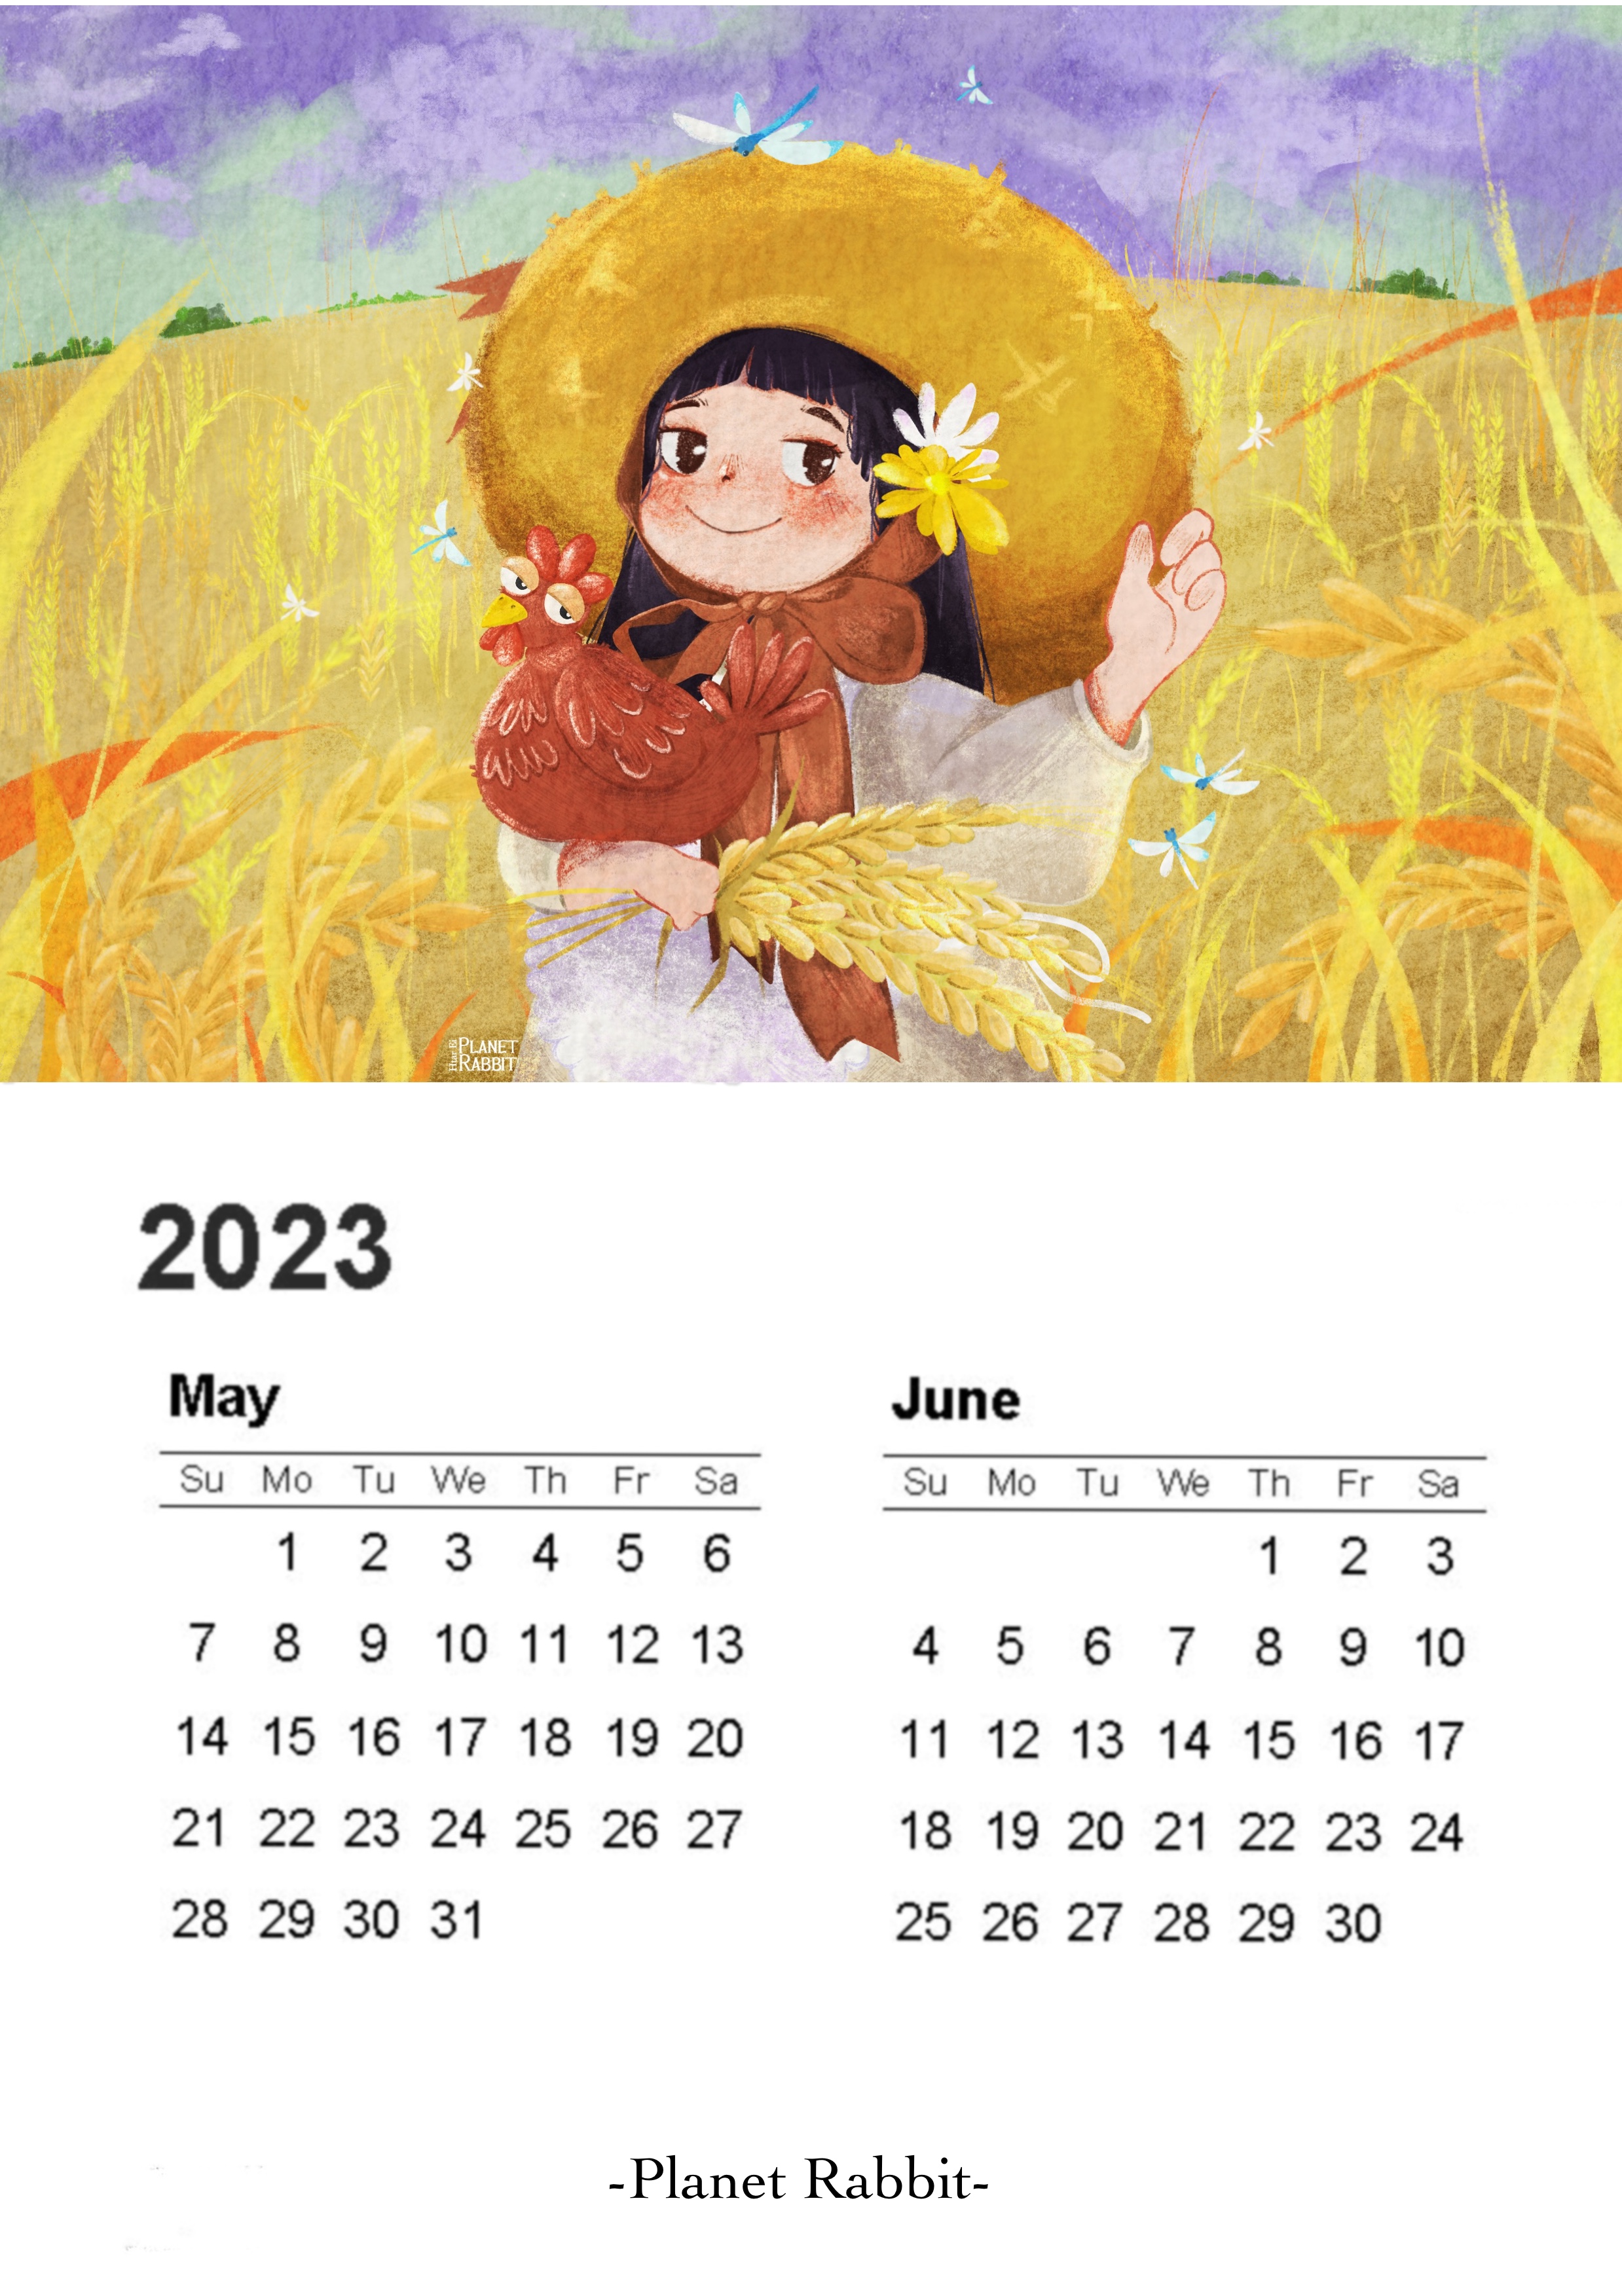 Htar Ei
PLANET
RABBIT
2023
May
Su Mo Tu We Th Fr Sa
1 2 3 4 5 6
7 8 9 10 11 12 13
14 15 16 17 18 19 20
21 22 23 24 25 26 27
28 29 30 31
June
Su Mo Tu We Th Fr Sa
1 2 3
4 5 6 7 8 9 10
11 12 13 14 15 16 17
18 19 20 21 22 23 24
25 26 27 28 29 30
-Planet Rabbit-